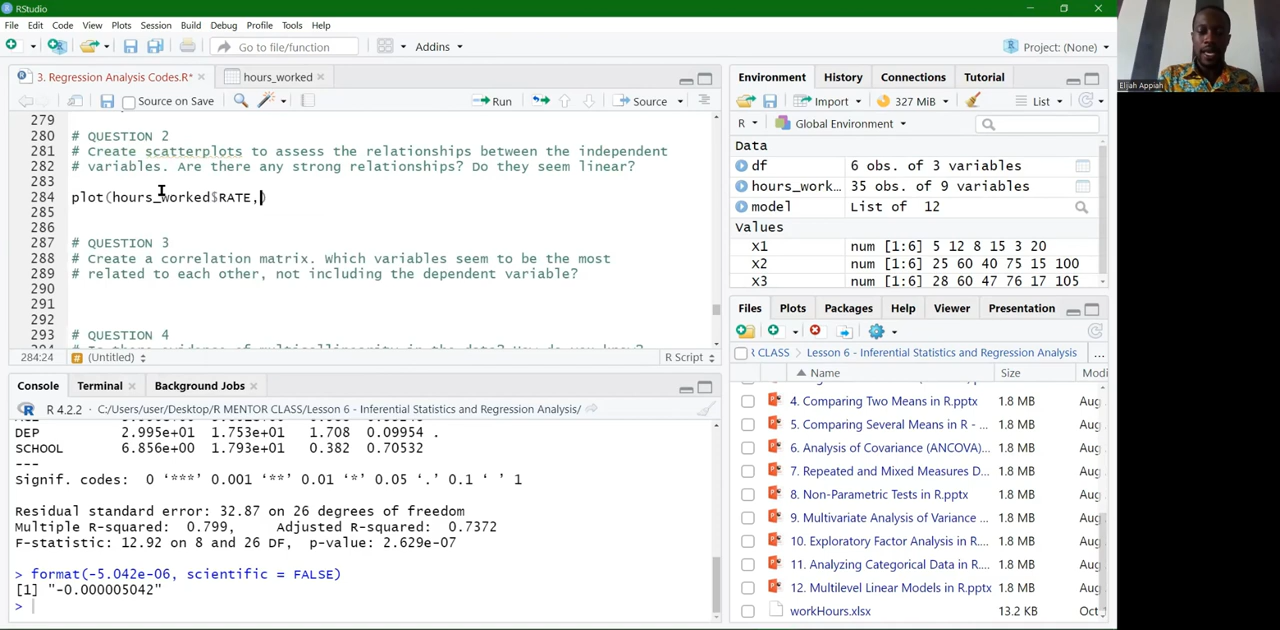 RStudio
File Edit Code View Plots Session Build Debug Profile Tools Help
Go to file/function Addins Project: (None)
3. Regression Analysis Codes.R* hours_worked
Source on Save Run Source
279
280 # QUESTION 2
281 # Create scatterplots to assess the relationships between the independent
282 # variables. Are there any strong relationships? Do they seem linear?
283
284 plot(hours_worked$RATE,)
285
286
287 # QUESTION 3
288 # Create a correlation matrix. Which variables seem to be the most
289 # related to each other, not including the dependent variable?
290
291
292
293 # QUESTION 4
284:24 (Untitled) R Script
Console Terminal Background Jobs
R 4.2.2 · C:/Users/user/Desktop/R MENTOR CLASS/Lesson 6 - Inferential Statistics and Regression Analysis/
DEP 2.995e+01 1.753e+01 1.708 0.09954 .
SCHOOL 6.856e+00 1.793e+01 0.382 0.70532
---
Signif. codes: 0 ‘***’ 0.001 ‘**’ 0.01 ‘*’ 0.05 ‘.’ 0.1 ‘ ’ 1
Residual standard error: 32.87 on 26 degrees of freedom
Multiple R-squared: 0.799, Adjusted R-squared: 0.7372
F-statistic: 12.92 on 8 and 26 DF, p-value: 2.629e-07
> format(-5.042e-06, scientific = FALSE)
[1] "-0.000005042"
>
Environment History Connections Tutorial
Import 327 MiB List
R Global Environment
Data
df 6 obs. of 3 variables
hours_work… 35 obs. of 9 variables
model List of 12
Values
x1 num [1:6] 5 12 8 15 3 20
x2 num [1:6] 25 60 40 75 15 100
x3 num [1:6] 28 60 47 76 17 105
Files Plots Packages Help Viewer Presentation
R CLASS Lesson 6 - Inferential Statistics and Regression Analysis ...
Name Size Modi
4. Comparing Two Means in R.pptx 1.8 MB Aug
5. Comparing Several Means in R - ... 1.8 MB Aug
6. Analysis of Covariance (ANCOVA)... 1.8 MB Aug
7. Repeated and Mixed Measures D... 1.8 MB Aug
8. Non-Parametric Tests in R.pptx 1.8 MB Aug
9. Multivariate Analysis of Variance ... 1.8 MB Aug
10. Exploratory Factor Analysis in R.... 1.8 MB Aug
11. Analyzing Categorical Data in R.... 1.8 MB Aug
12. Multilevel Linear Models in R.pptx 1.8 MB Aug
workHours.xlsx 13.2 KB Oct
Elijah Appiah